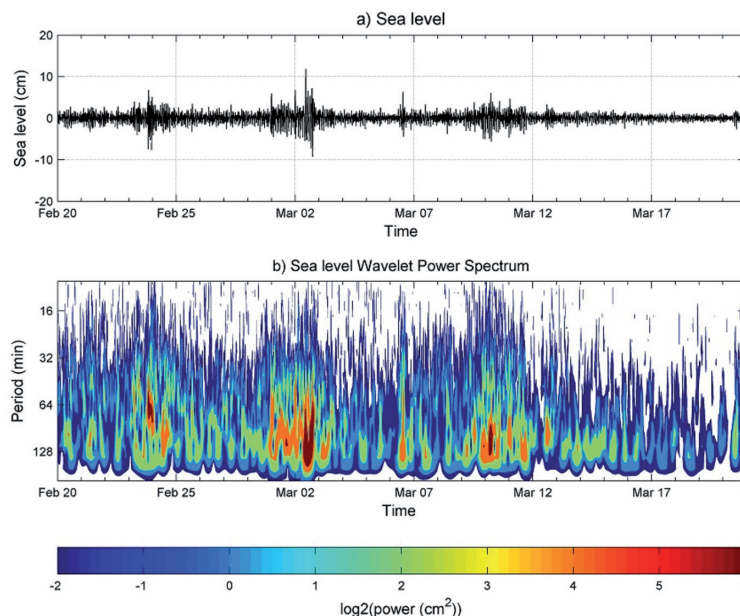 a) Sea level
20
10
0
-10
-20
Sea level (cm)
Feb 20 Feb 25 Mar 02 Mar 07 Mar 12 Mar 17
Time
b) Sea level Wavelet Power Spectrum
16
32
64
128
Period (min)
Feb 20 Feb 25 Mar 02 Mar 07 Mar 12 Mar 17
Time
-2 -1 0 1 2 3 4 5
log2(power (cm²))